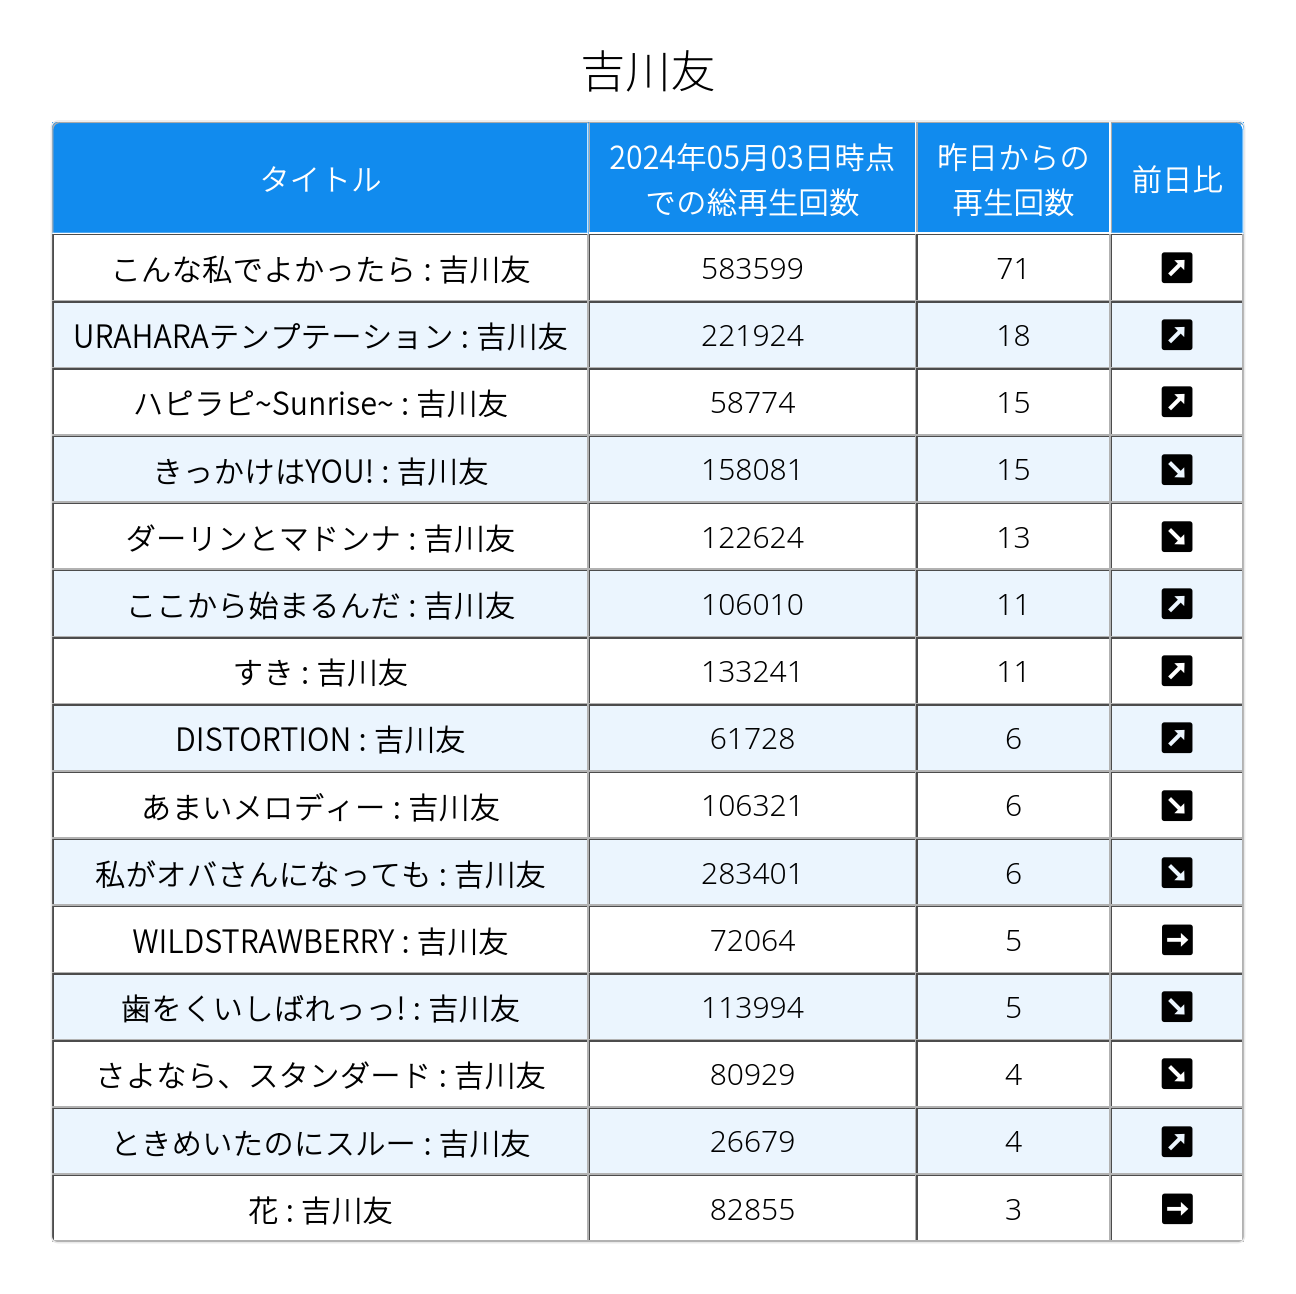 吉川友
タイトル 2024年05月03日時点での総再生回数 昨日からの再生回数 前日比
こんな私でよかったら : 吉川友 583599 71 ↗
URAHARAテンプテーション : 吉川友 221924 18 ↗
ハピラピ~Sunrise~ : 吉川友 58774 15 ↗
きっかけはYOU! : 吉川友 158081 15 ↘
ダーリンとマドンナ : 吉川友 122624 13 ↘
ここから始まるんだ : 吉川友 106010 11 ↗
すき : 吉川友 133241 11 ↗
DISTORTION : 吉川友 61728 6 ↗
あまいメロディー : 吉川友 106321 6 ↘
私がオバさんになっても : 吉川友 283401 6 ↘
WILDSTRAWBERRY : 吉川友 72064 5 →
歯をくいしばれっっ! : 吉川友 113994 5 ↘
さよなら、スタンダード : 吉川友 80929 4 ↘
ときめいたのにスルー : 吉川友 26679 4 ↗
花 : 吉川友 82855 3 →